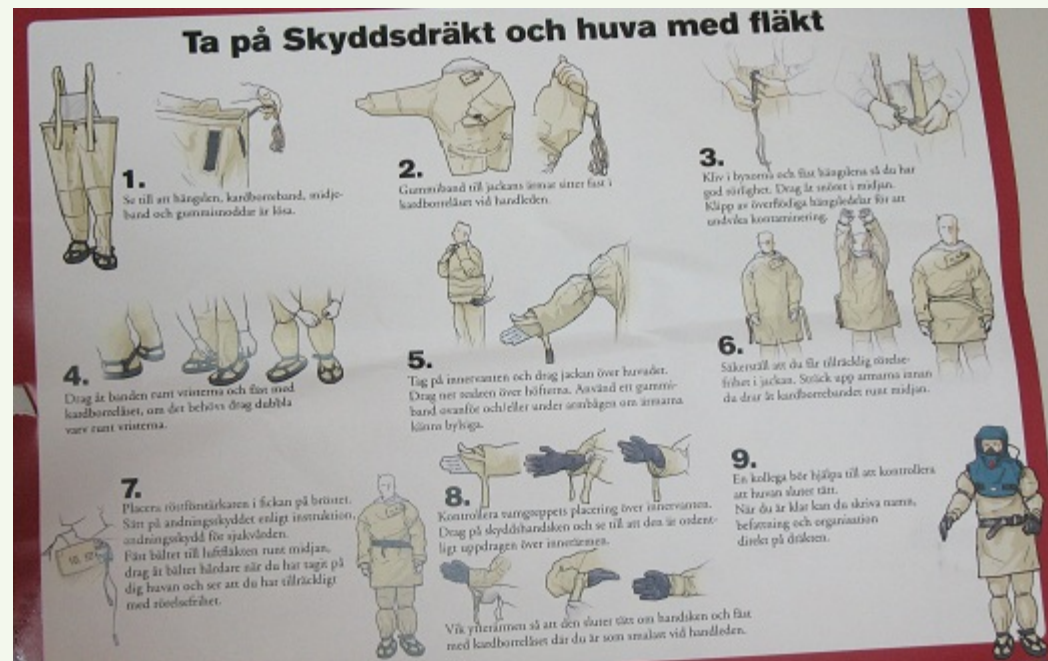 Ta på Skyddsdräkt och huva med fläkt
1.
Se till att hängslen, kardborreband, midje-
band och gummisnoddar är lösa.
2.
Gummiband till jackans ärmar sitter fast i
kardborrelåset vid handleden.
3.
Kliv i byxorna och fäst hängslena så du har
god rörlighet. Drag åt snöret i midjan.
Klipp av överflödiga hängsledelar för att
undvika kontaminering.
4.
Drag åt banden runt vristerna och fäst med
kardborrelåset, om det behövs drag dubbla
varv runt vristerna.
5.
Tag på innervanten och drag jackan över huvudet.
Drag ner resåren över höfterna. Använd ett gummi-
band ovanför och/eller under armbågen om ärmarna
känns bylsiga.
6.
Säkerställ att du får tillräcklig rörelse-
frihet i jackan. Sträck upp armarna innan
du drar åt kardborrebandet runt midjan.
7.
Placera röstförstärkaren i fickan på bröstet.
Sätt på andningsskyddet enligt instruktion,
andningsskydd för sjukvården.
Fäst bältet till luftfläkten runt midjan,
drag åt bältet hårdare när du har tagit på
dig huvan och ser att du har tillräckligt
med rörelsefrihet.
8.
Kontrollera tumgreppets placering över innervanten.
Drag på skyddshandsken och se till att den är ordent-
ligt uppdragen över innerärmen.
Vik ytterärmen så att den sluter tätt om handsken och fäst
med kardborrelåset där du är som smalast vid handleden.
9.
En kollega bör hjälpa till att kontrollera
att huvan sluter tätt.
När du är klar kan du skriva namn,
befattning och organisation
direkt på dräkten.